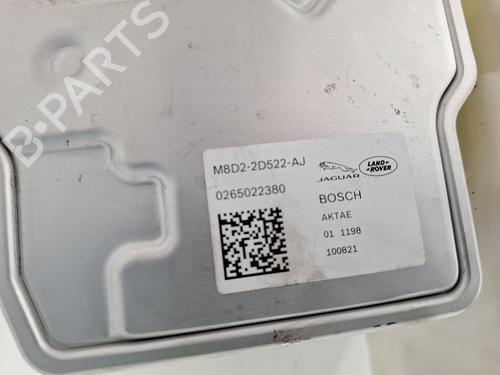 B-PARTS
M8D2-2D522-AJ
JAGUAR
LAND ROVER
0265022380
BOSCH
AKTAE
01 1198
100821